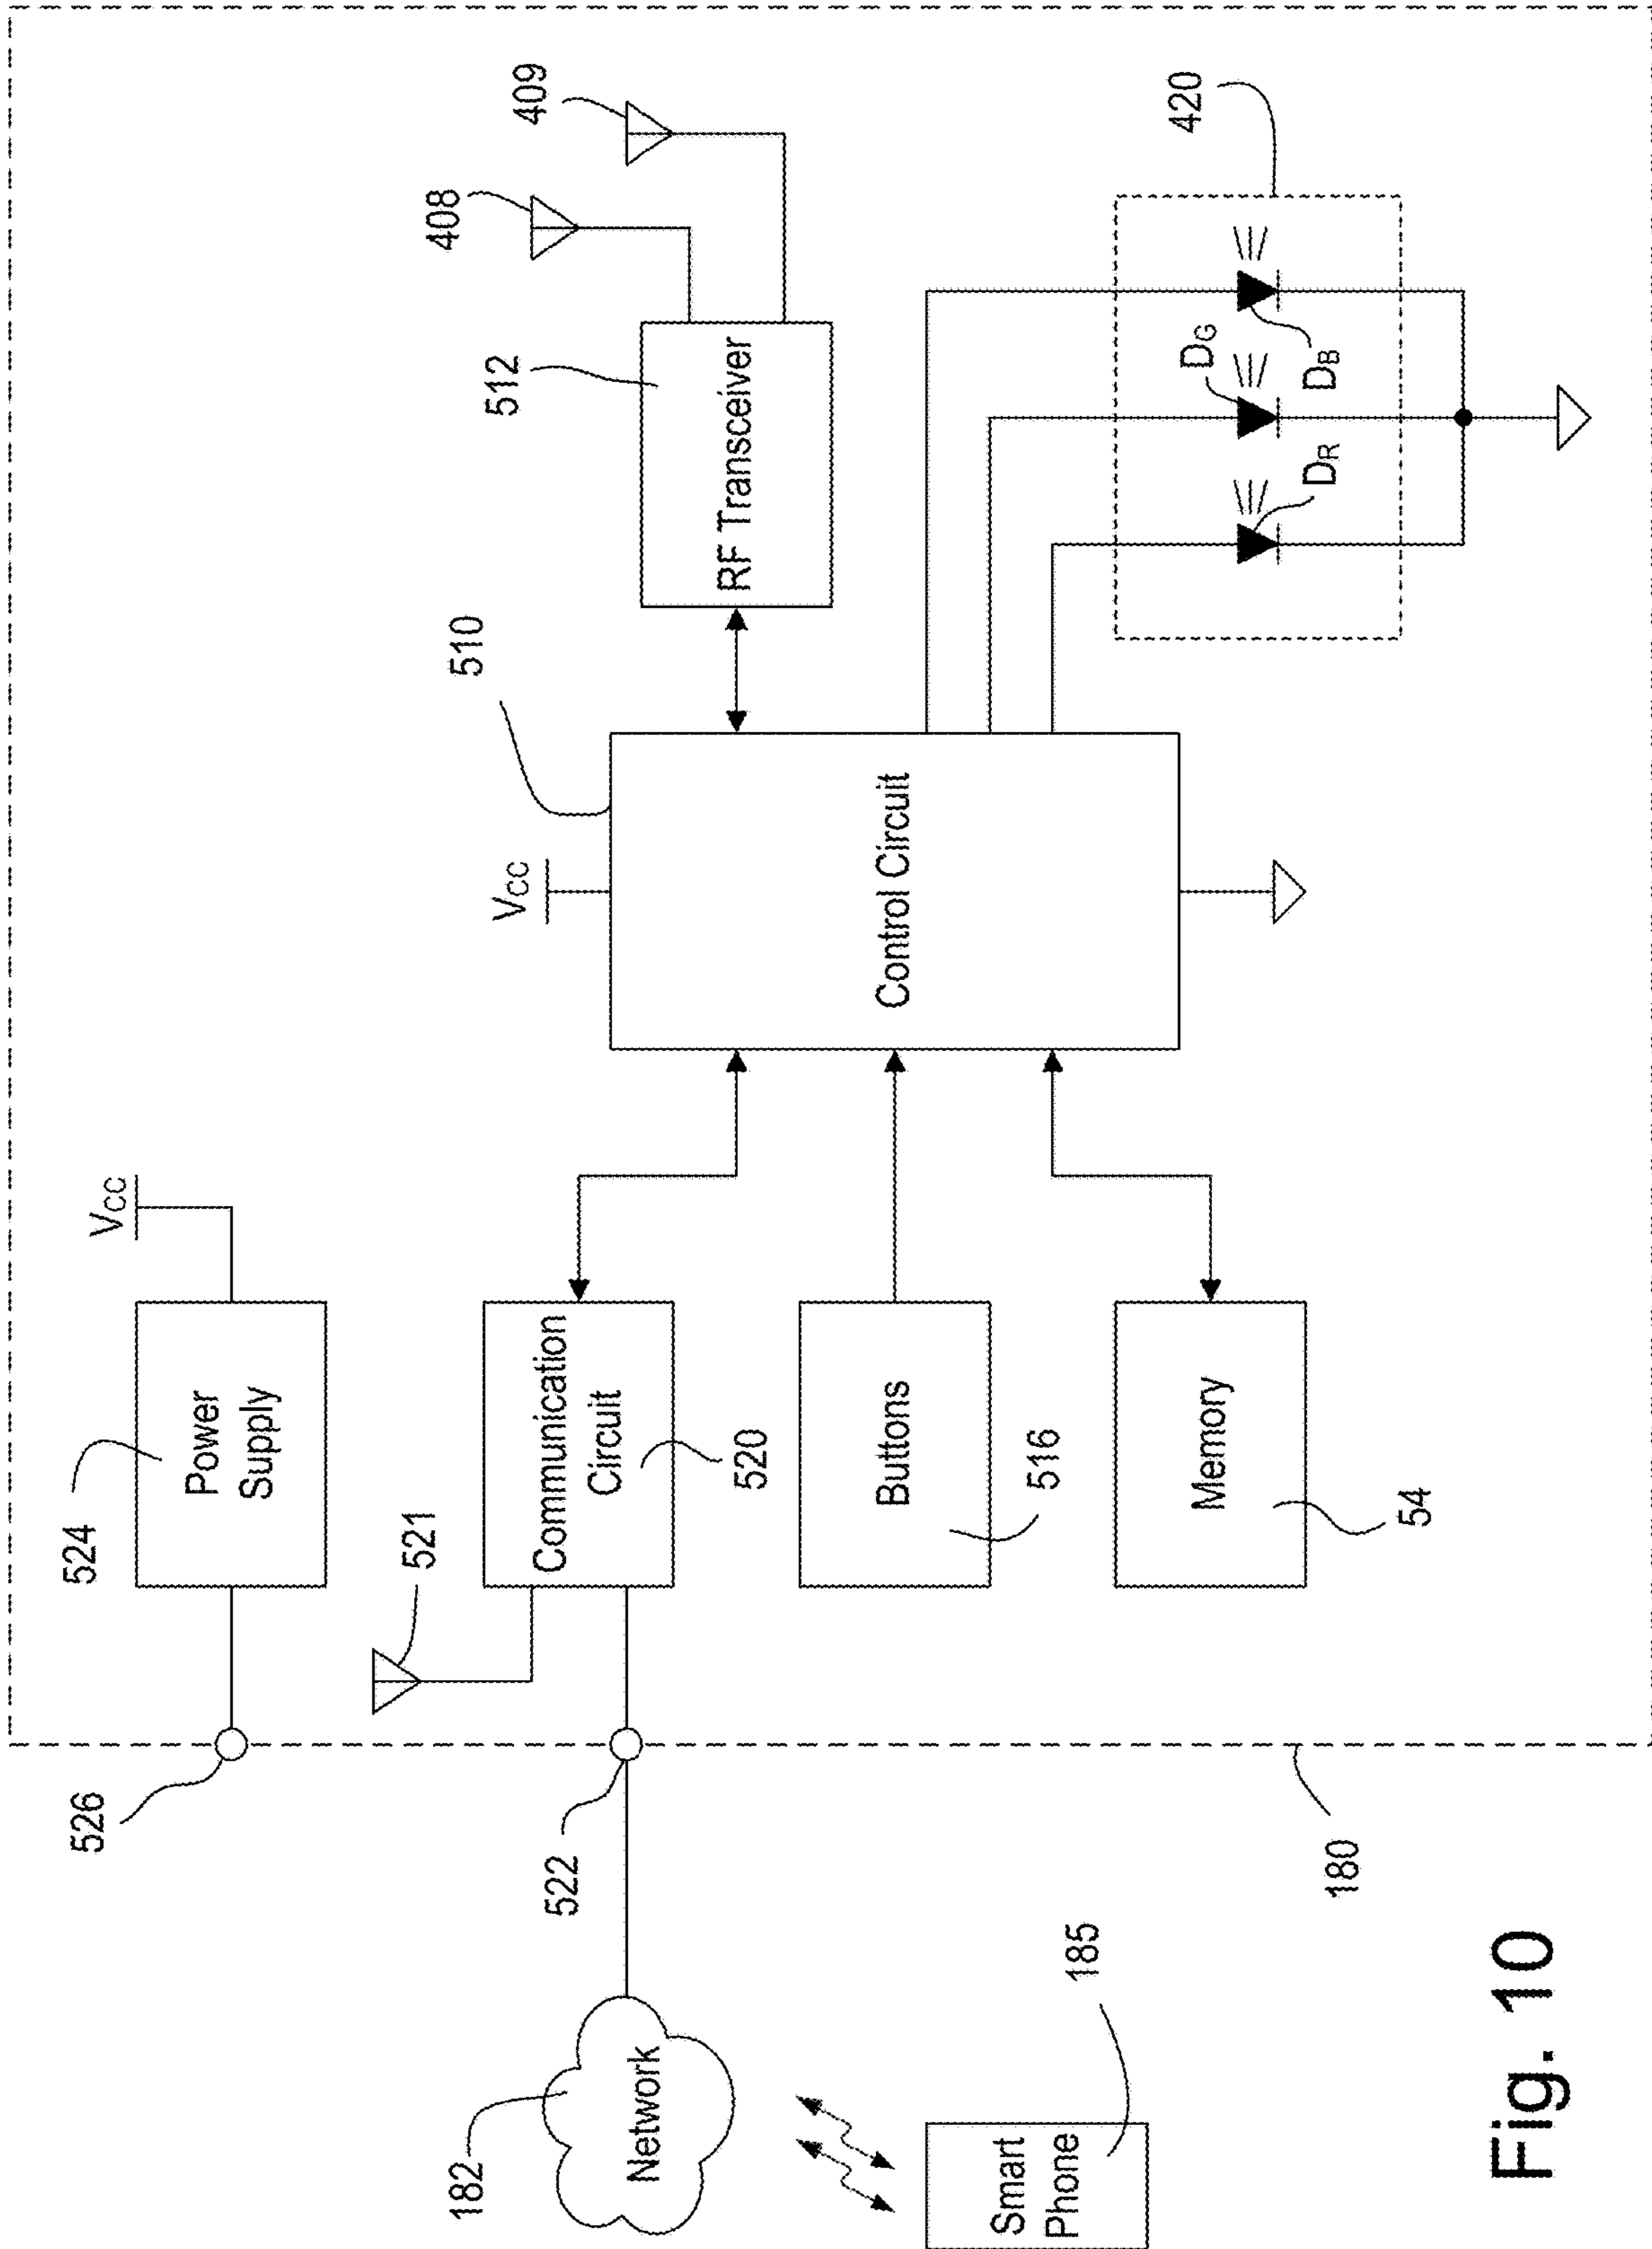 524
Power
Supply
VCC
526
521
Communication
Circuit
520
522
182
Network
Smart
Phone
185
180
Buttons
516
Memory
54
VCC
510
Control Circuit
512
RF Transceiver
408
409
420
DR
DG
DB
Fig. 10